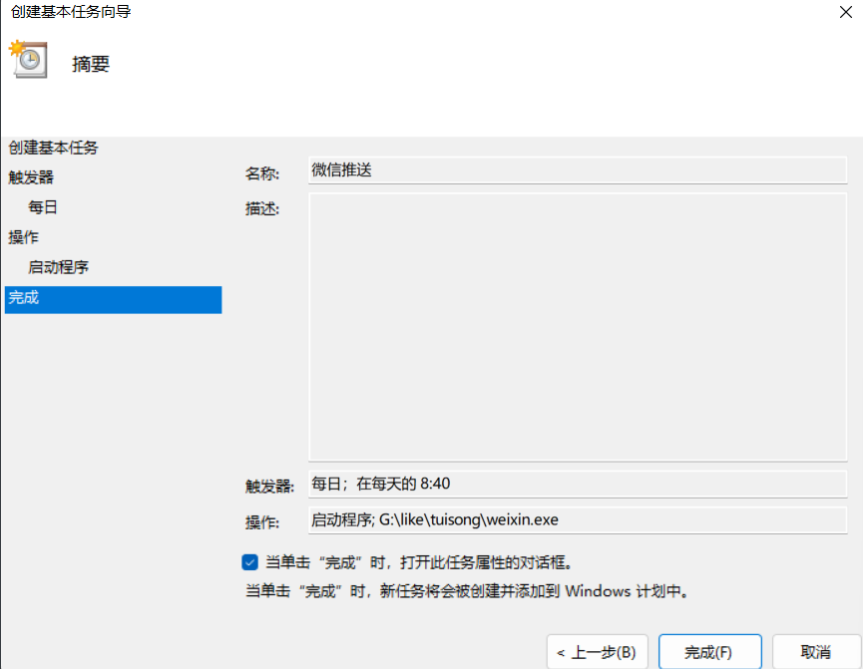 创建基本任务向导
摘要
创建基本任务
触发器
每日
操作
启动程序
完成
名称: 微信推送
描述:
触发器: 每日；在每天的 8:40
操作: 启动程序; G:\like\tuisong\weixin.exe
当单击“完成”时，打开此任务属性的对话框。
当单击“完成”时，新任务将会被创建并添加到 Windows 计划中。
< 上一步(B) 完成(F) 取消